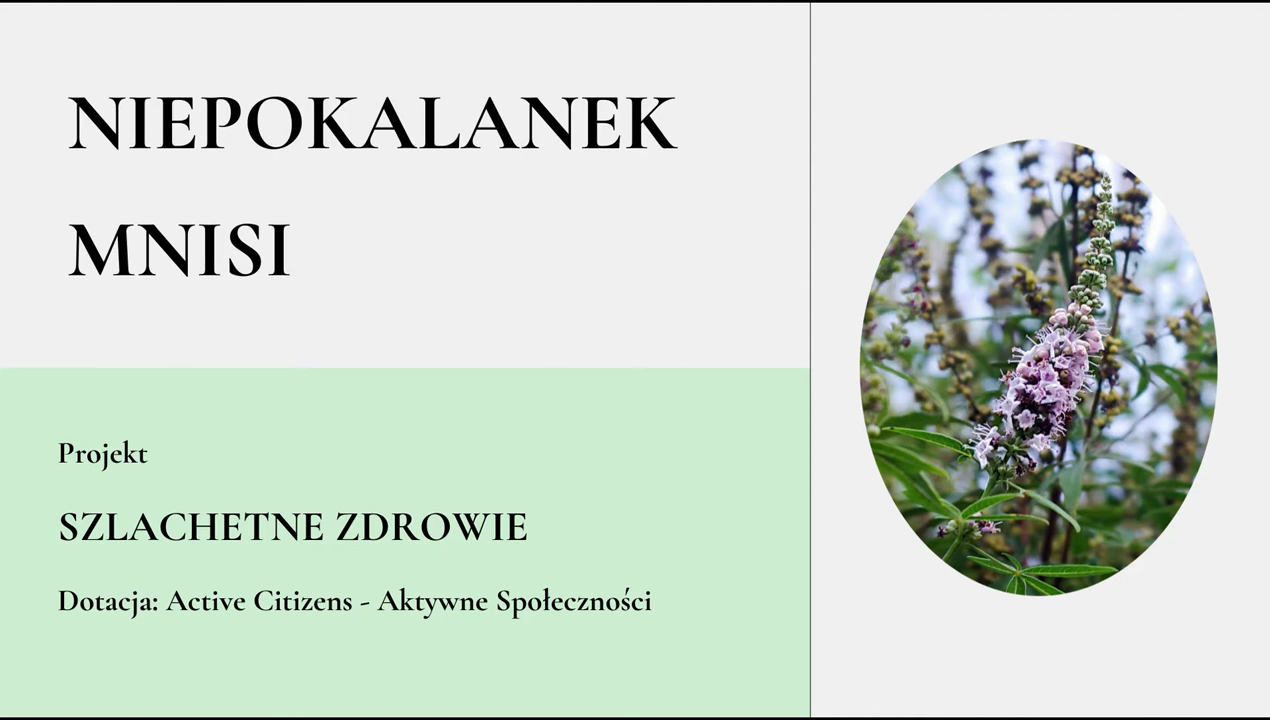 NIEPOKALANEK
MNISI
Projekt
SZLACHETNE ZDROWIE
Dotacja: Active Citizens - Aktywne Społeczności